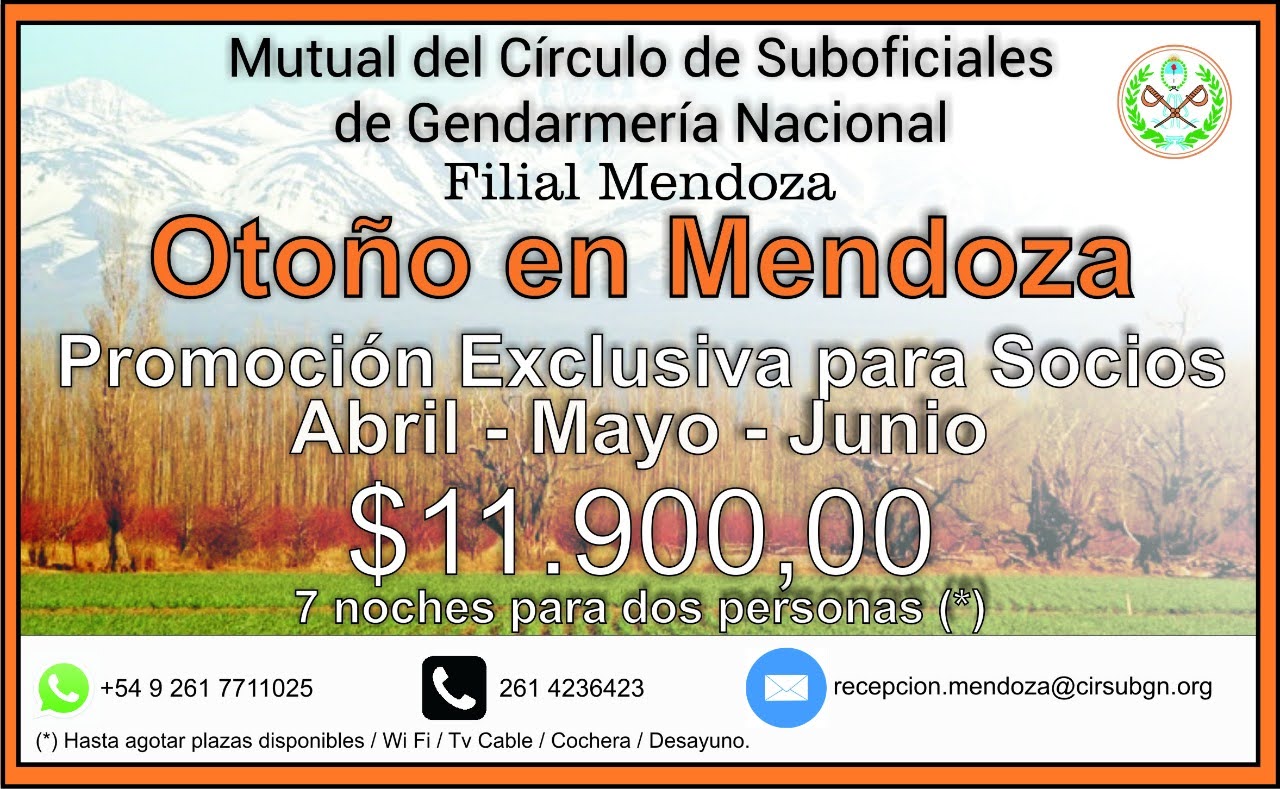 Mutual del Círculo de Suboficiales
de Gendarmería Nacional
Filial Mendoza
Otoño en Mendoza
Promoción Exclusiva para Socios
Abril - Mayo - Junio
$11.900,00
7 noches para dos personas (*)
+54 9 261 7711025
261 4236423
recepcion.mendoza@cirsubgn.org
(*) Hasta agotar plazas disponibles / Wi Fi / Tv Cable / Cochera / Desayuno.